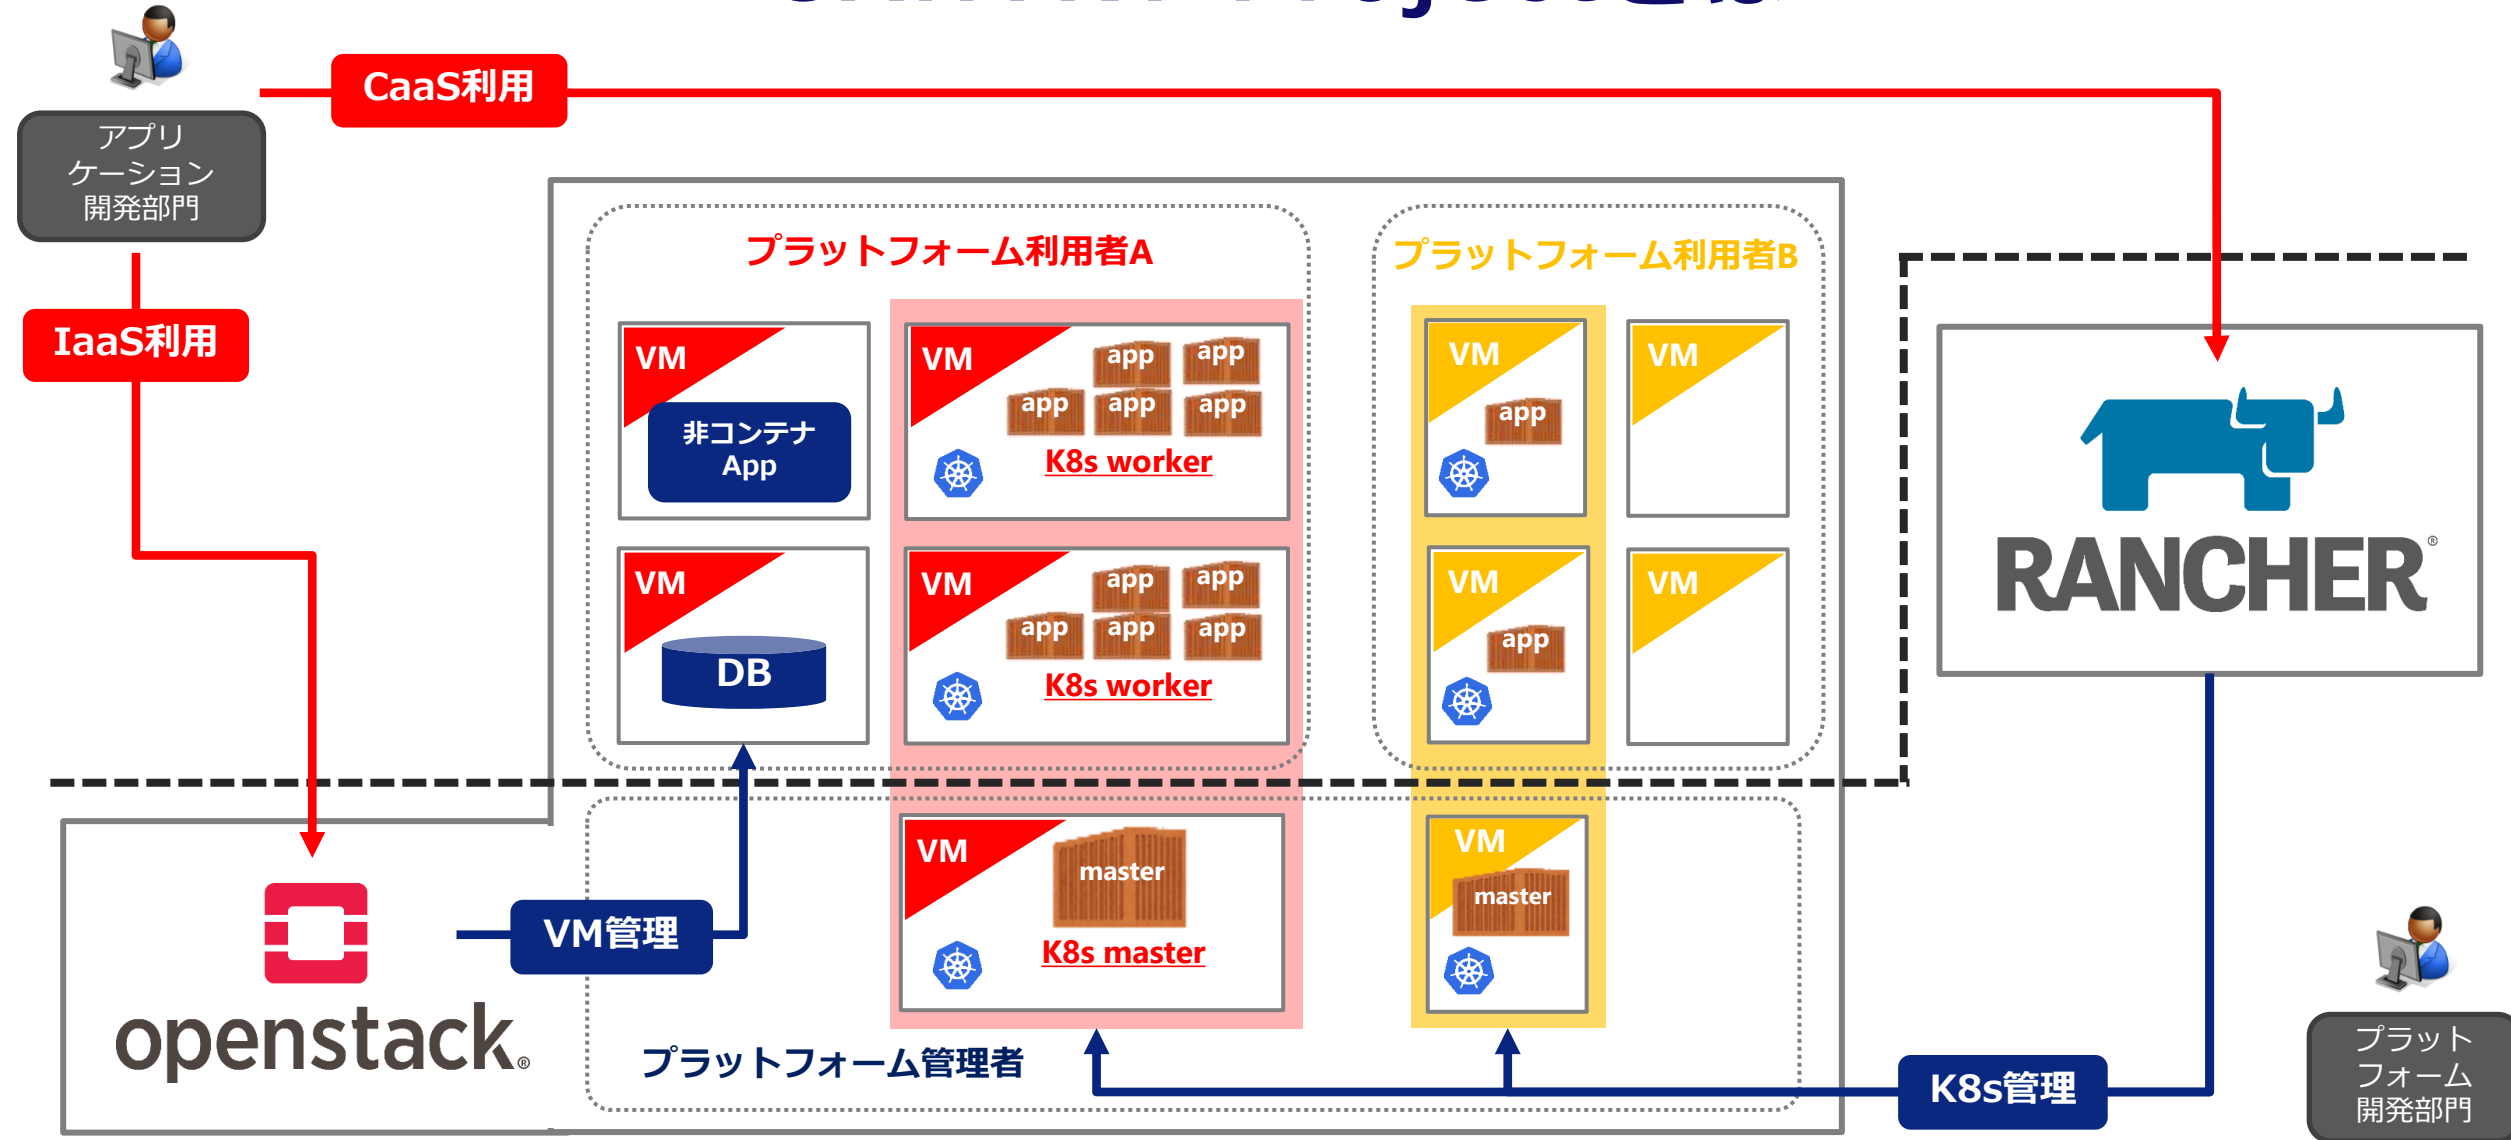 CaaS利用
アプリ
ケーション
開発部門
プラットフォーム利用者A
プラットフォーム利用者B
IaaS利用
VM
非コンテナ
App
VM
app
app
app
app
app
K8s worker
VM
app
VM
RANCHER®
VM
DB
VM
app
app
app
app
app
K8s worker
VM
app
VM
VM
master
K8s master
VM
master
VM管理
openstack®
プラットフォーム管理者
K8s管理
プラット
フォーム
開発部門